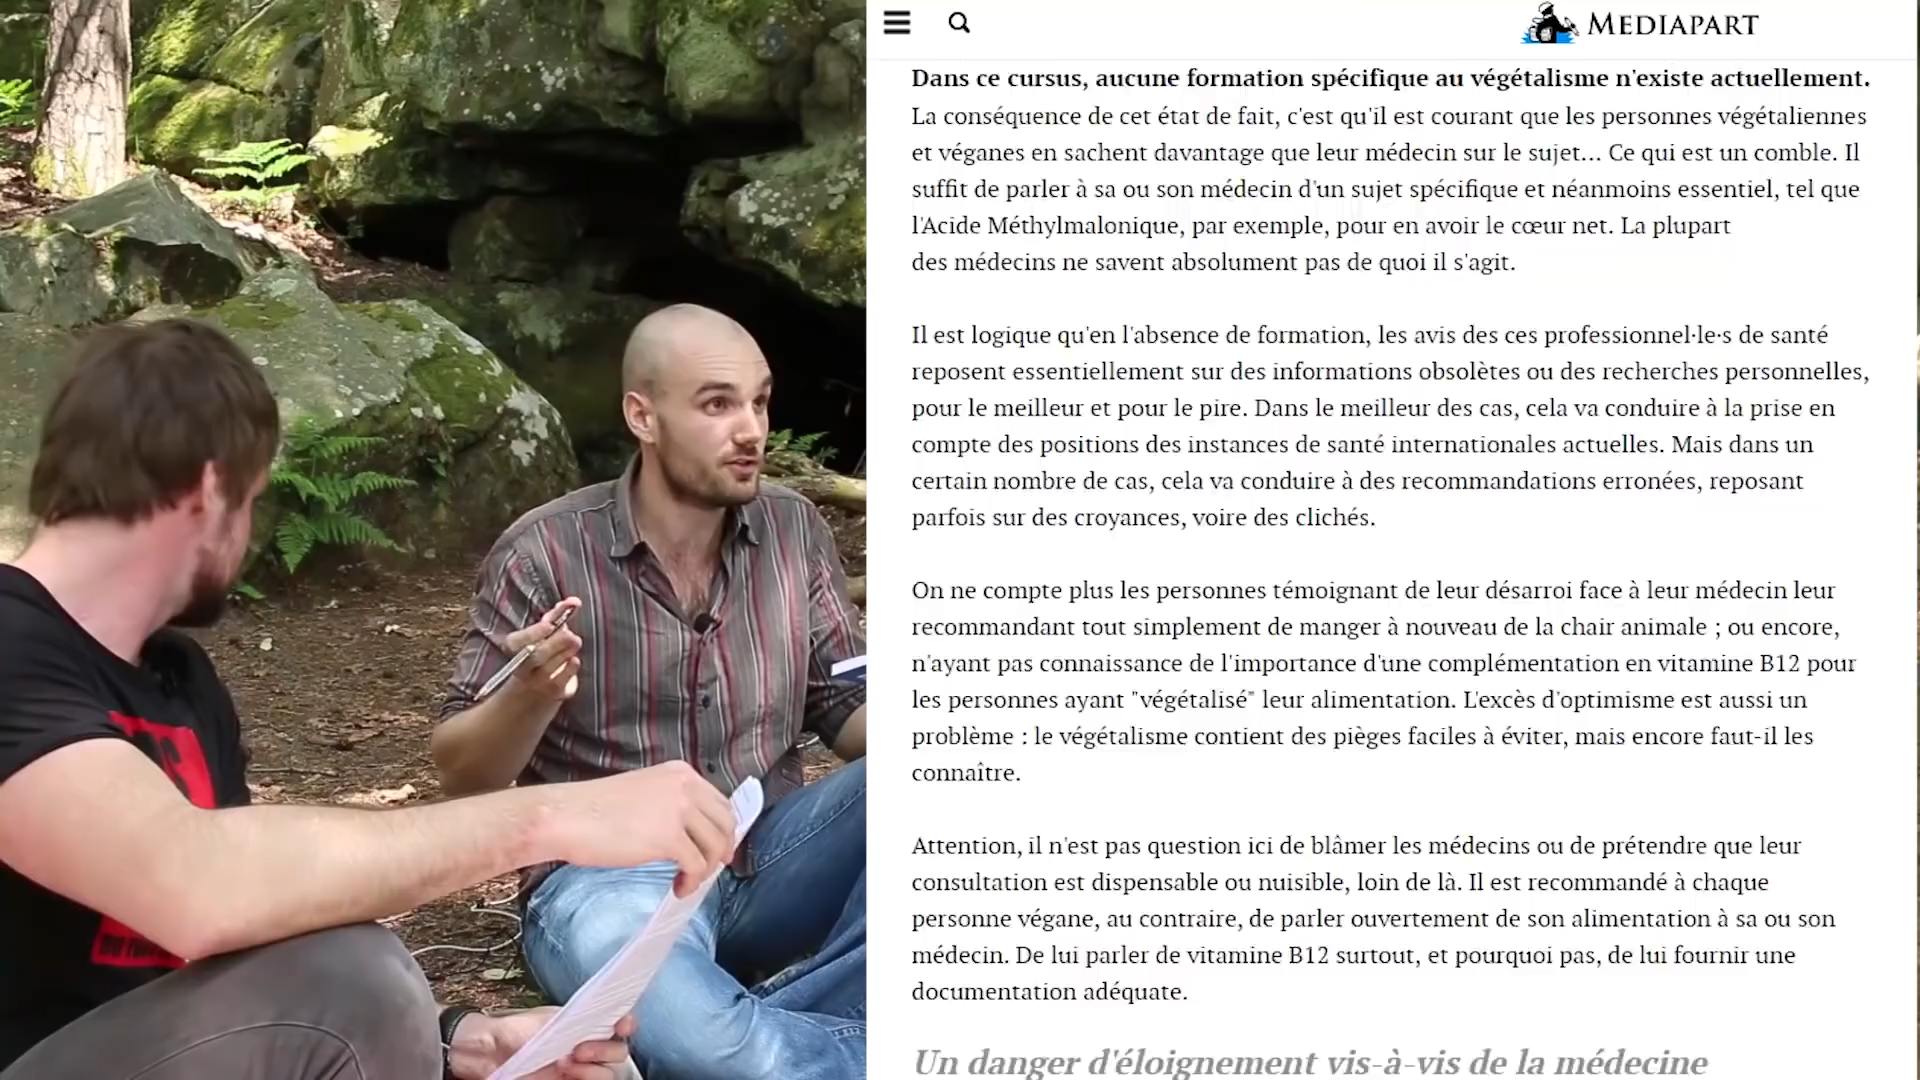 MEDIAPART
Dans ce cursus, aucune formation spécifique au végétalisme n'existe actuellement.
La conséquence de cet état de fait, c'est qu'il est courant que les personnes végétaliennes
et véganes en sachent davantage que leur médecin sur le sujet... Ce qui est un comble. Il
suffit de parler à sa ou son médecin d'un sujet spécifique et néanmoins essentiel, tel que
l'Acide Méthylmalonique, par exemple, pour en avoir le cœur net. La plupart
des médecins ne savent absolument pas de quoi il s'agit.
Il est logique qu'en l'absence de formation, les avis des ces professionnel·le·s de santé
reposent essentiellement sur des informations obsolètes ou des recherches personnelles,
pour le meilleur et pour le pire. Dans le meilleur des cas, cela va conduire à la prise en
compte des positions des instances de santé internationales actuelles. Mais dans un
certain nombre de cas, cela va conduire à des recommandations erronées, reposant
parfois sur des croyances, voire des clichés.
On ne compte plus les personnes témoignant de leur désarroi face à leur médecin leur
recommandant tout simplement de manger à nouveau de la chair animale ; ou encore,
n'ayant pas connaissance de l'importance d'une complémentation en vitamine B12 pour
les personnes ayant "végétalisé" leur alimentation. L'excès d'optimisme est aussi un
problème : le végétalisme contient des pièges faciles à éviter, mais encore faut-il les
connaître.
Attention, il n'est pas question ici de blâmer les médecins ou de prétendre que leur
consultation est dispensable ou nuisible, loin de là. Il est recommandé à chaque
personne végane, au contraire, de parler ouvertement de son alimentation à sa ou son
médecin. De lui parler de vitamine B12 surtout, et pourquoi pas, de lui fournir une
documentation adéquate.
Un danger d'éloignement vis-à-vis de la médecine